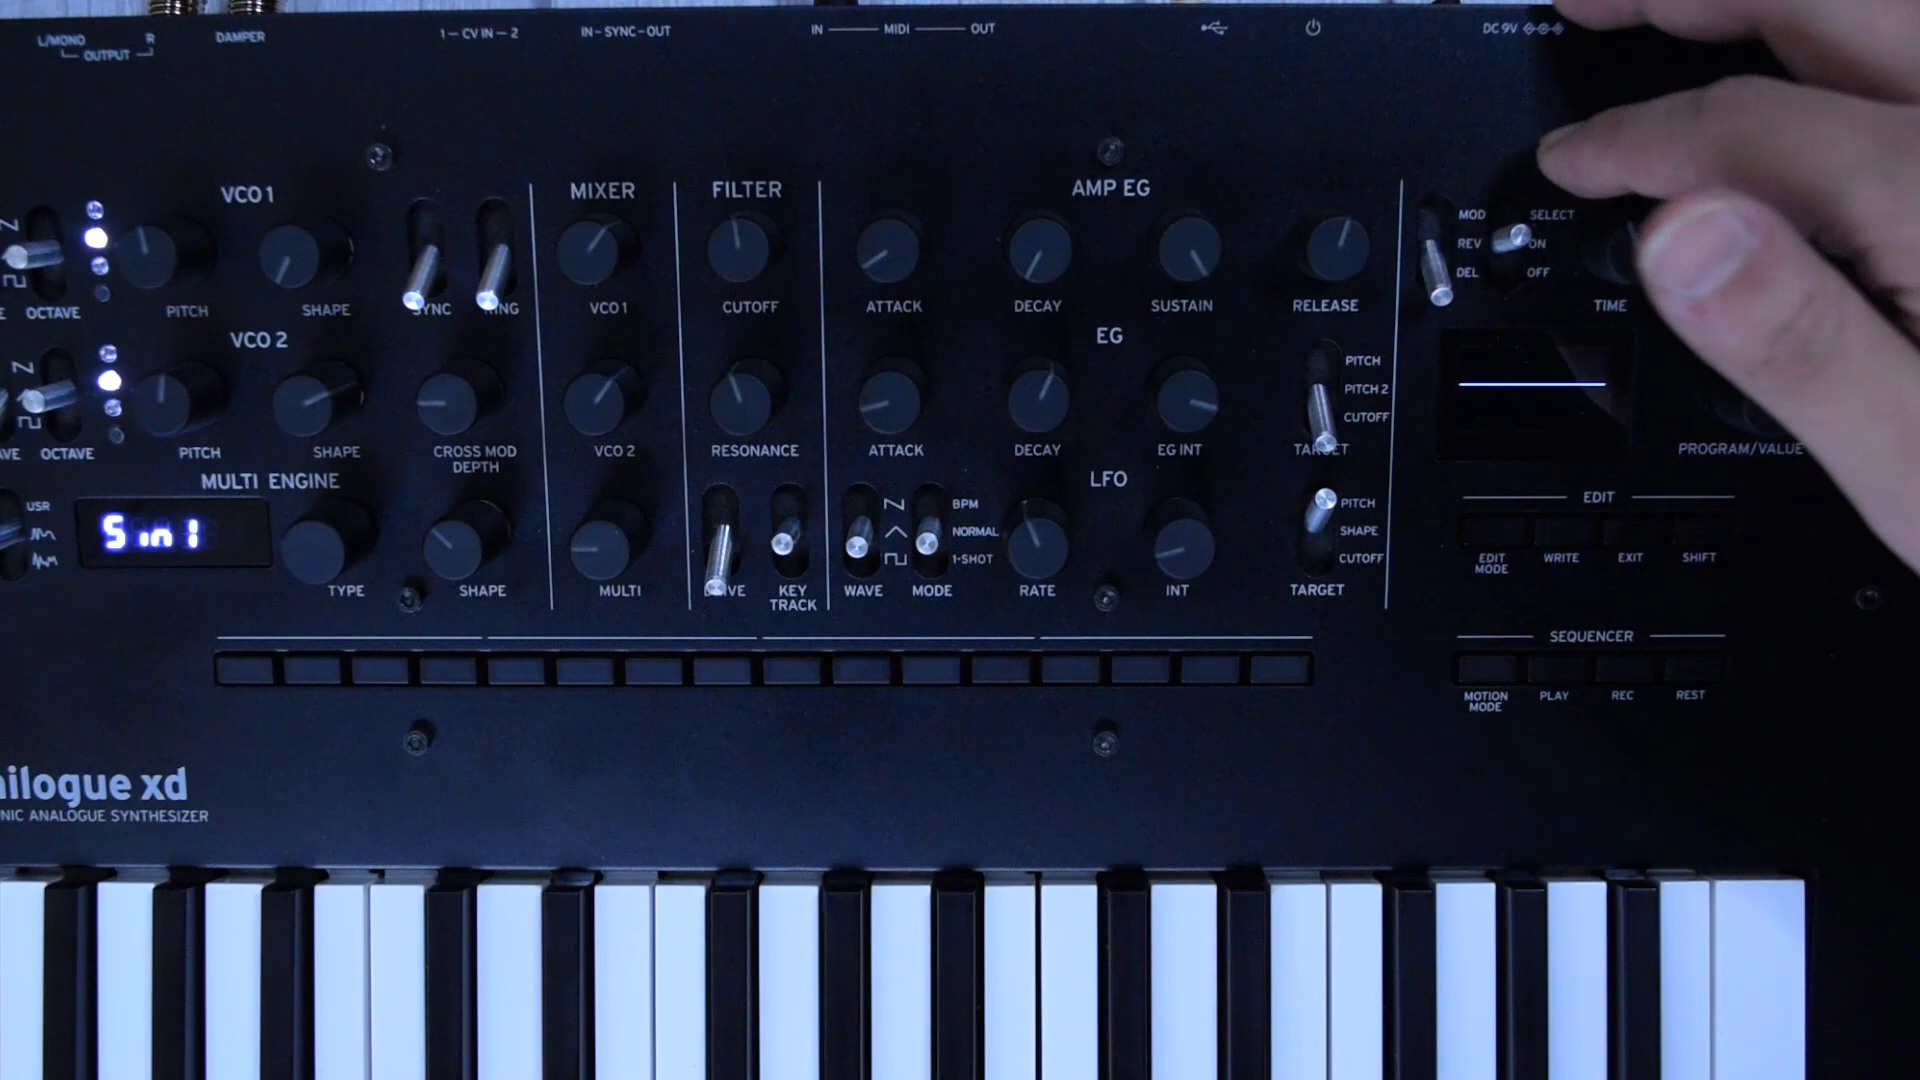 L/MONO R
OUTPUT
DAMPER
1 — CV IN — 2
IN - SYNC - OUT
IN — MIDI — OUT
DC 9V
VCO 1
MIXER
FILTER
AMP EG
MOD
SELECT
REV
ON
DEL
OFF
OCTAVE
PITCH
SHAPE
VCO 1
CUTOFF
ATTACK
DECAY
SUSTAIN
RELEASE
TIME
VCO 2
EG
PITCH
PITCH 2
CUTOFF
OCTAVE
PITCH
SHAPE
CROSS MOD
DEPTH
VCO 2
RESONANCE
ATTACK
DECAY
EG INT
TARGET
PROGRAM/VALUE
MULTI ENGINE
LFO
USR
Sin1
BPM
NORMAL
1-SHOT
PITCH
SHAPE
CUTOFF
EDIT
EDIT
MODE
WRITE
EXIT
SHIFT
TYPE
SHAPE
MULTI
KEY
TRACK
WAVE
MODE
RATE
INT
TARGET
SEQUENCER
MOTION
MODE
PLAY
REC
REST
ilogue xd
NIC ANALOGUE SYNTHESIZER